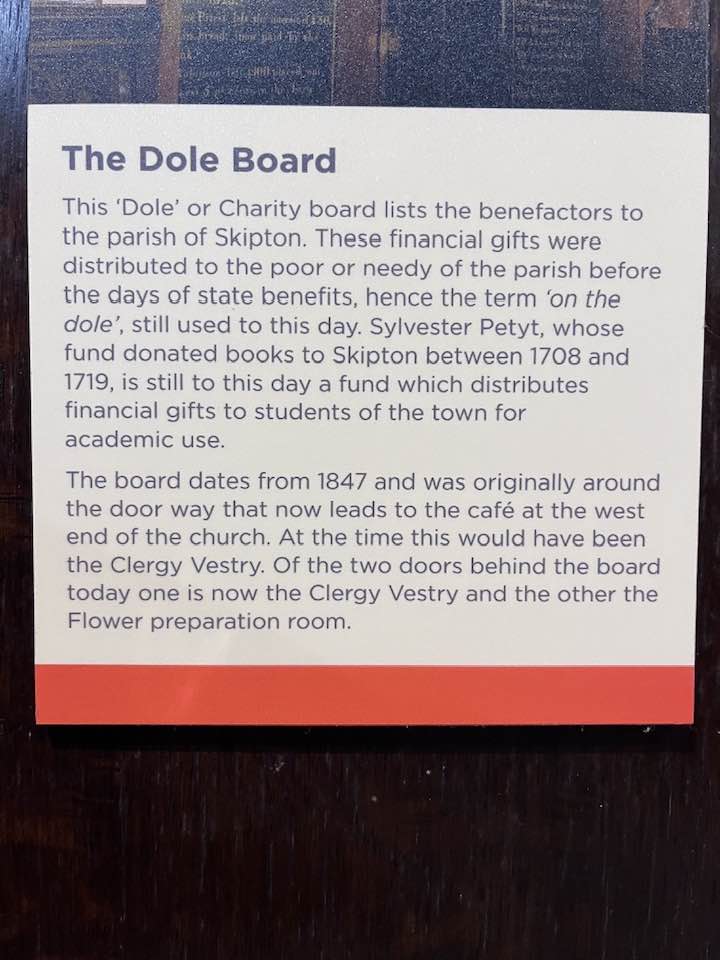 The Dole Board
This ‘Dole’ or Charity board lists the benefactors to
the parish of Skipton. These financial gifts were
distributed to the poor or needy of the parish before
the days of state benefits, hence the term ‘on the
dole’, still used to this day. Sylvester Petyt, whose
fund donated books to Skipton between 1708 and
1719, is still to this day a fund which distributes
financial gifts to students of the town for
academic use.
The board dates from 1847 and was originally around
the door way that now leads to the café at the west
end of the church. At the time this would have been
the Clergy Vestry. Of the two doors behind the board
today one is now the Clergy Vestry and the other the
Flower preparation room.